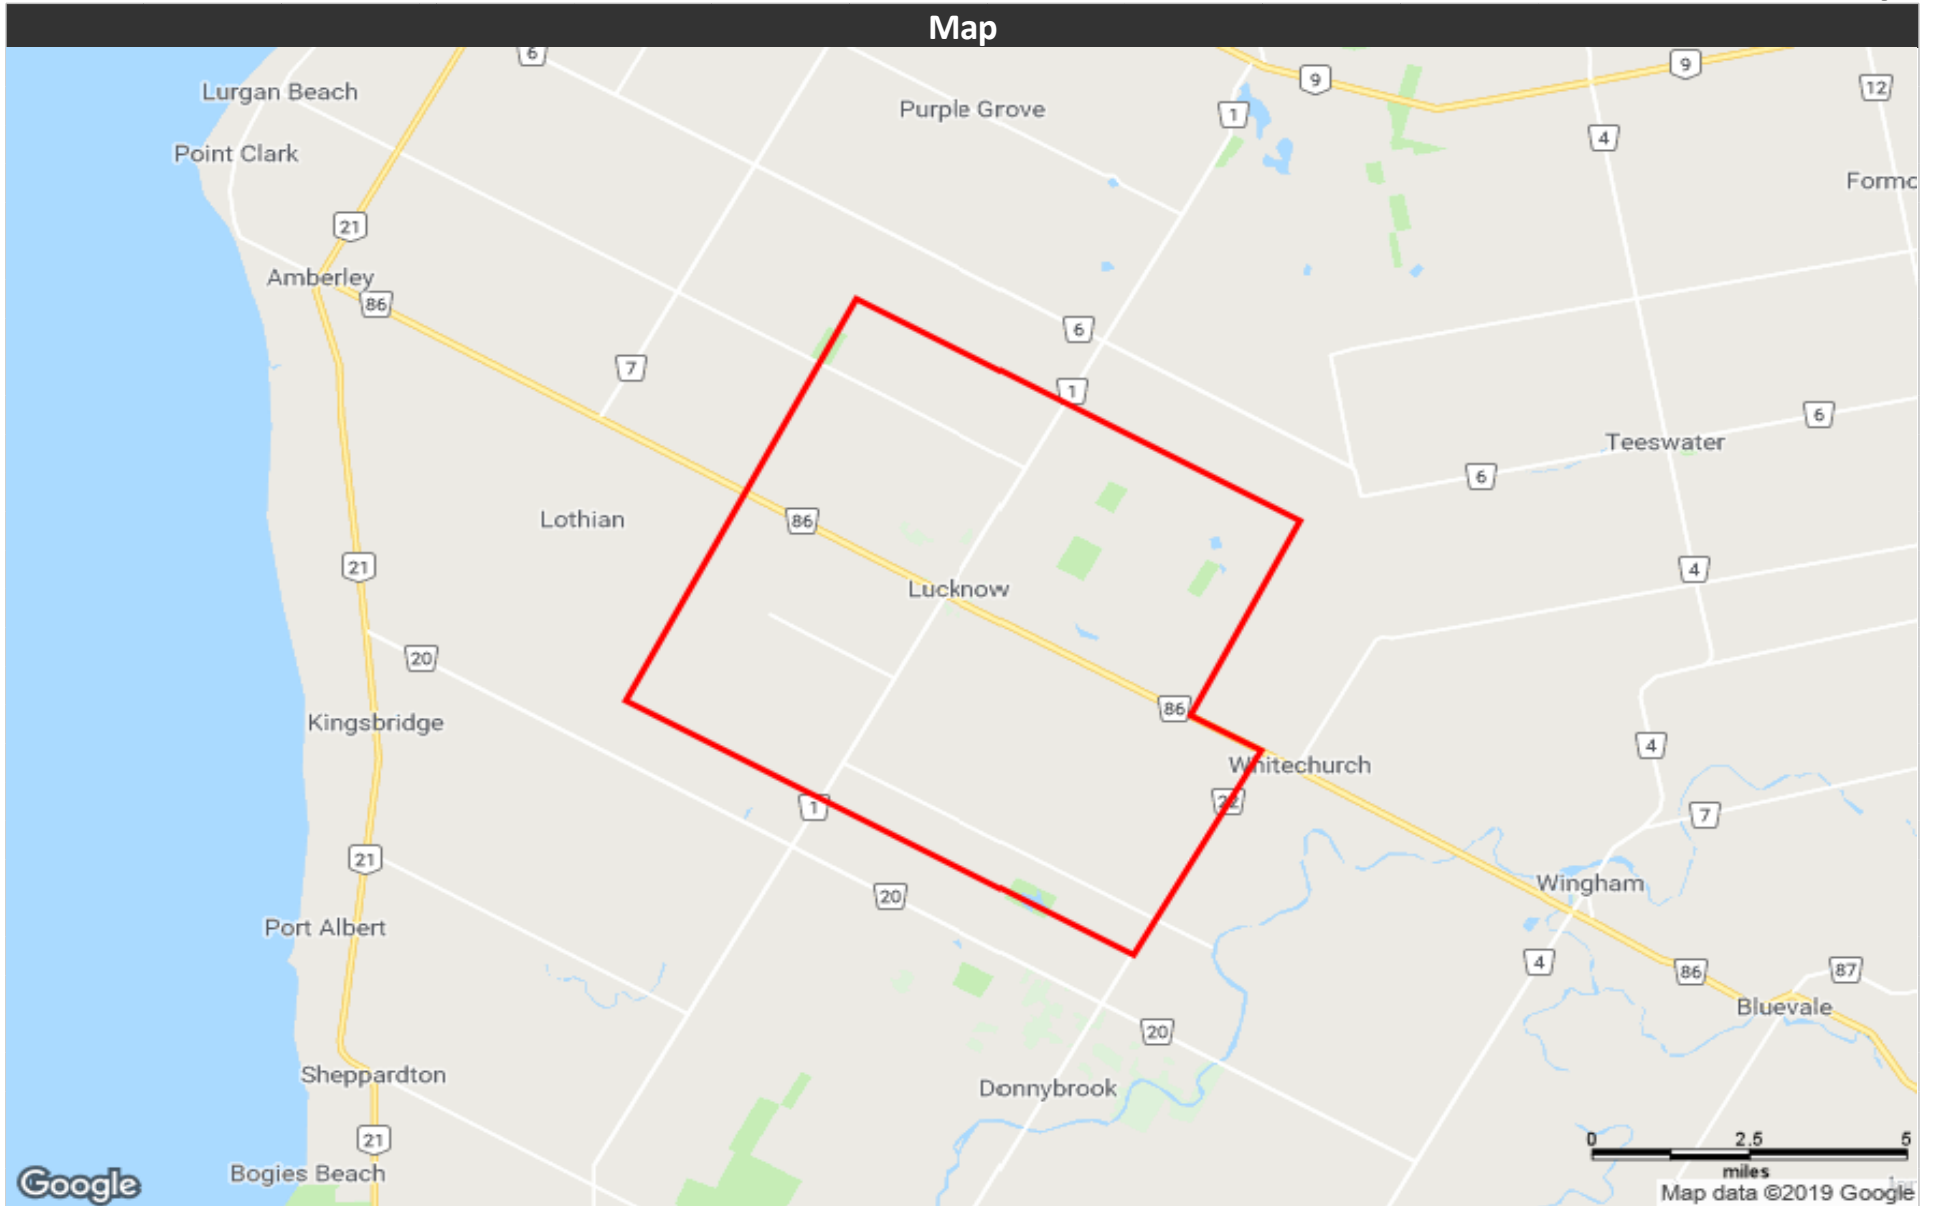 Map
6
9
9
Lurgan Beach
12
Purple Grove
1
4
Point Clark
Formo
21
Amberley
86
6
7
1
6
Teeswater
6
Lothian
86
21
4
Lucknow
20
86
Kingsbridge
4
Whitechurch
22
1
7
21
Wingham
20
Port Albert
4
86
87
Bluevale
20
Sheppardton
Donnybrook
21
0 2.5 5
miles
Bogies Beach
Google
Map data ©2019 Google